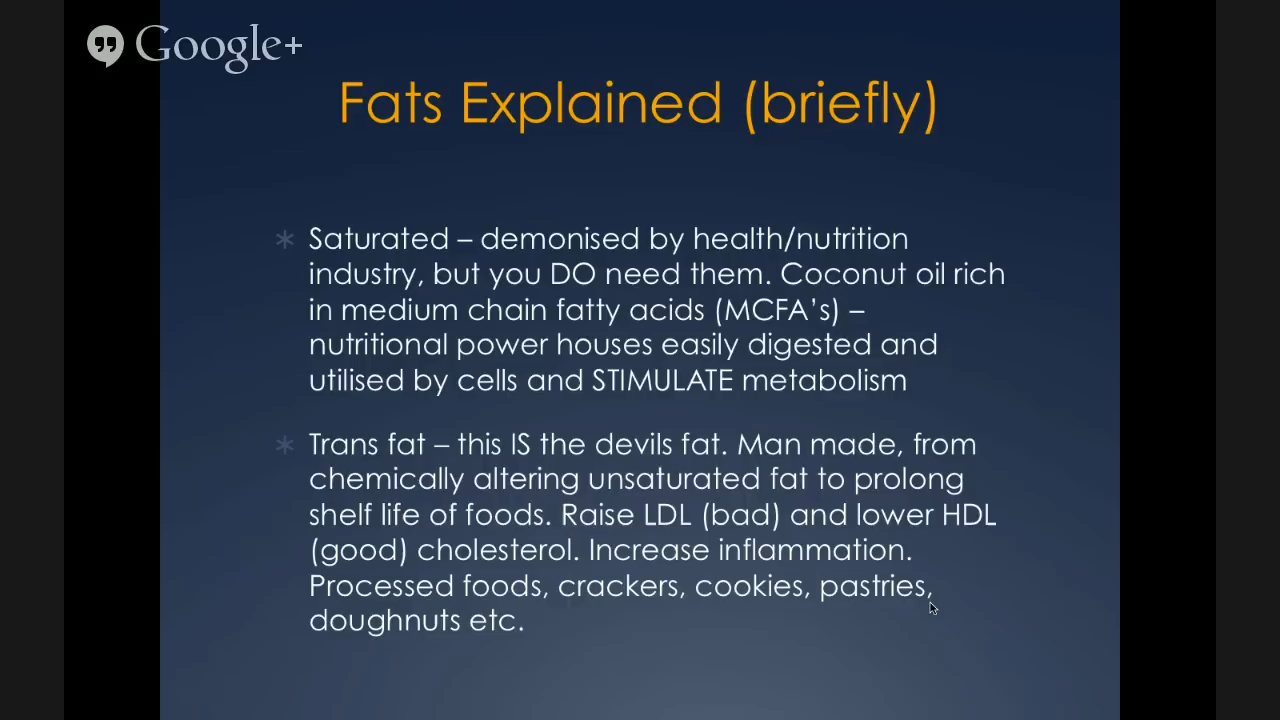 Google+
Fats Explained (briefly)
Saturated – demonised by health/nutrition
industry, but you DO need them. Coconut oil rich
in medium chain fatty acids (MCFA’s) –
nutritional power houses easily digested and
utilised by cells and STIMULATE metabolism
Trans fat – this IS the devils fat. Man made, from
chemically altering unsaturated fat to prolong
shelf life of foods. Raise LDL (bad) and lower HDL
(good) cholesterol. Increase inflammation.
Processed foods, crackers, cookies, pastries,
doughnuts etc.